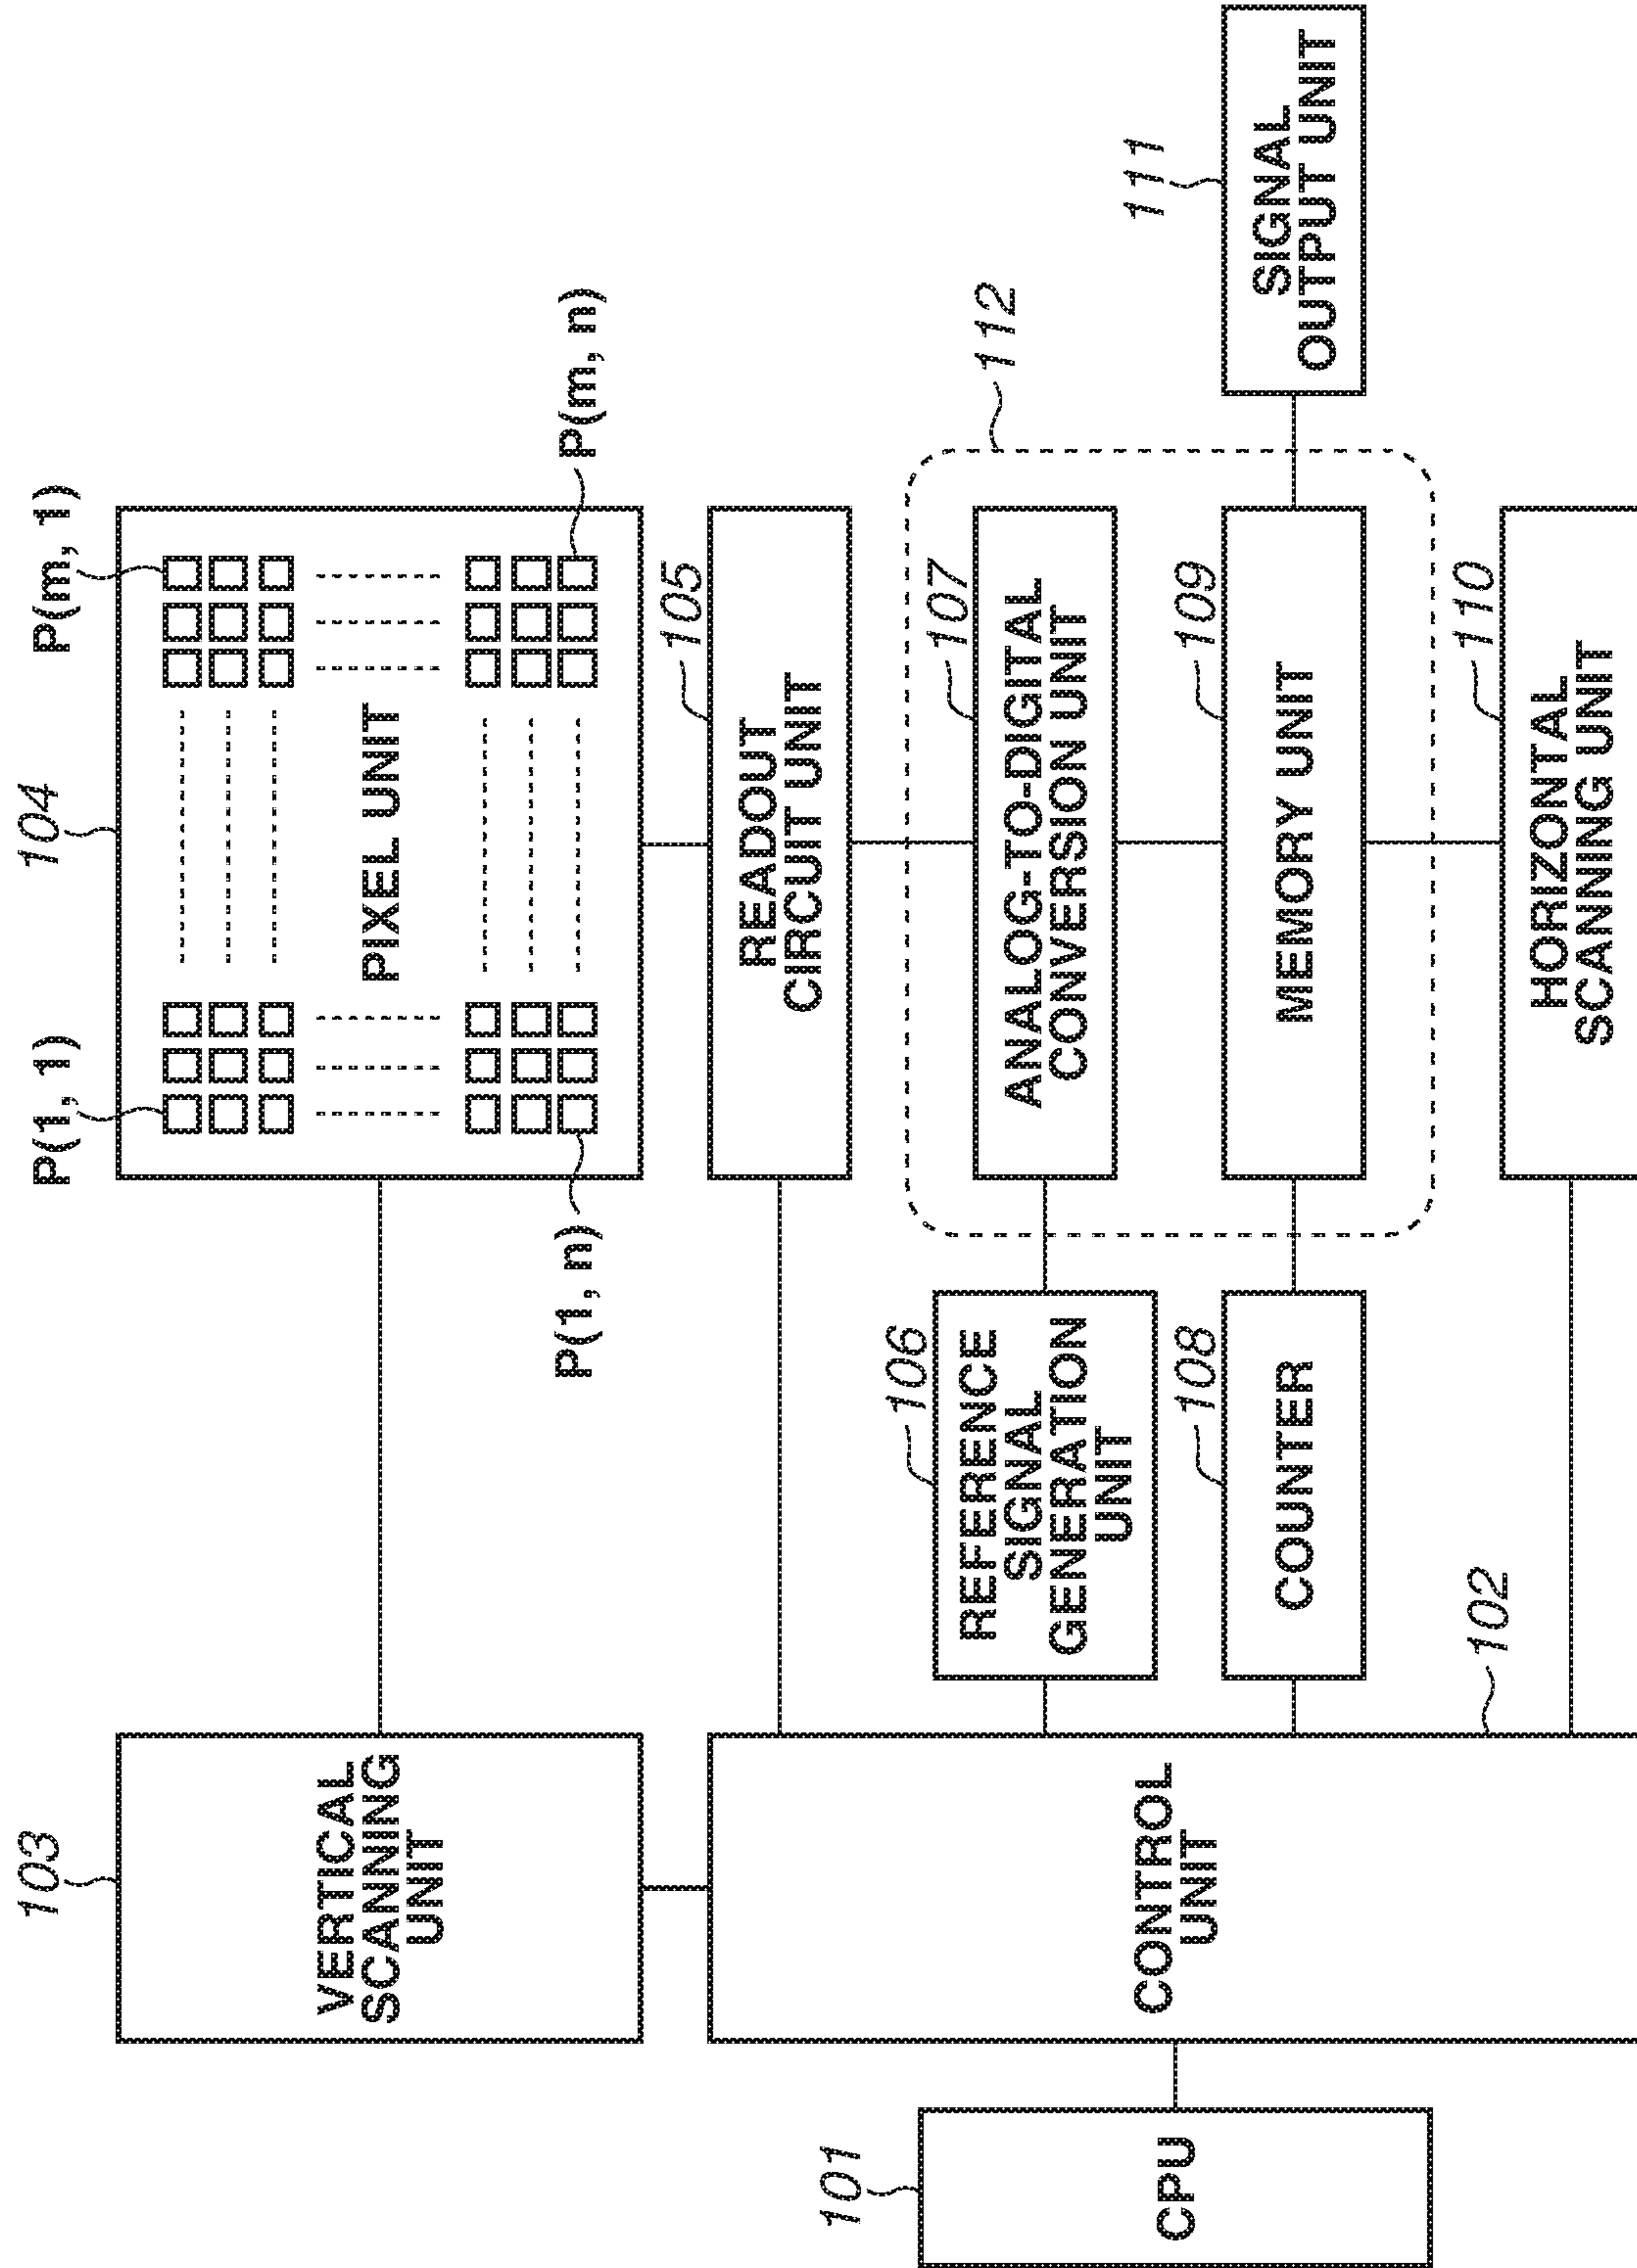 103
104
P(1, 1)
P(m, 1)
VERTICAL
SCANNING
UNIT
PIXEL UNIT
P(1, n)
P(m, n)
105
READOUT
CIRCUIT UNIT
101
CPU
CONTROL
UNIT
102
106
REFERENCE
SIGNAL
GENERATION
UNIT
107
ANALOG-TO-DIGITAL
CONVERSION UNIT
112
108
COUNTER
109
MEMORY UNIT
111
SIGNAL
OUTPUT UNIT
110
HORIZONTAL
SCANNING UNIT